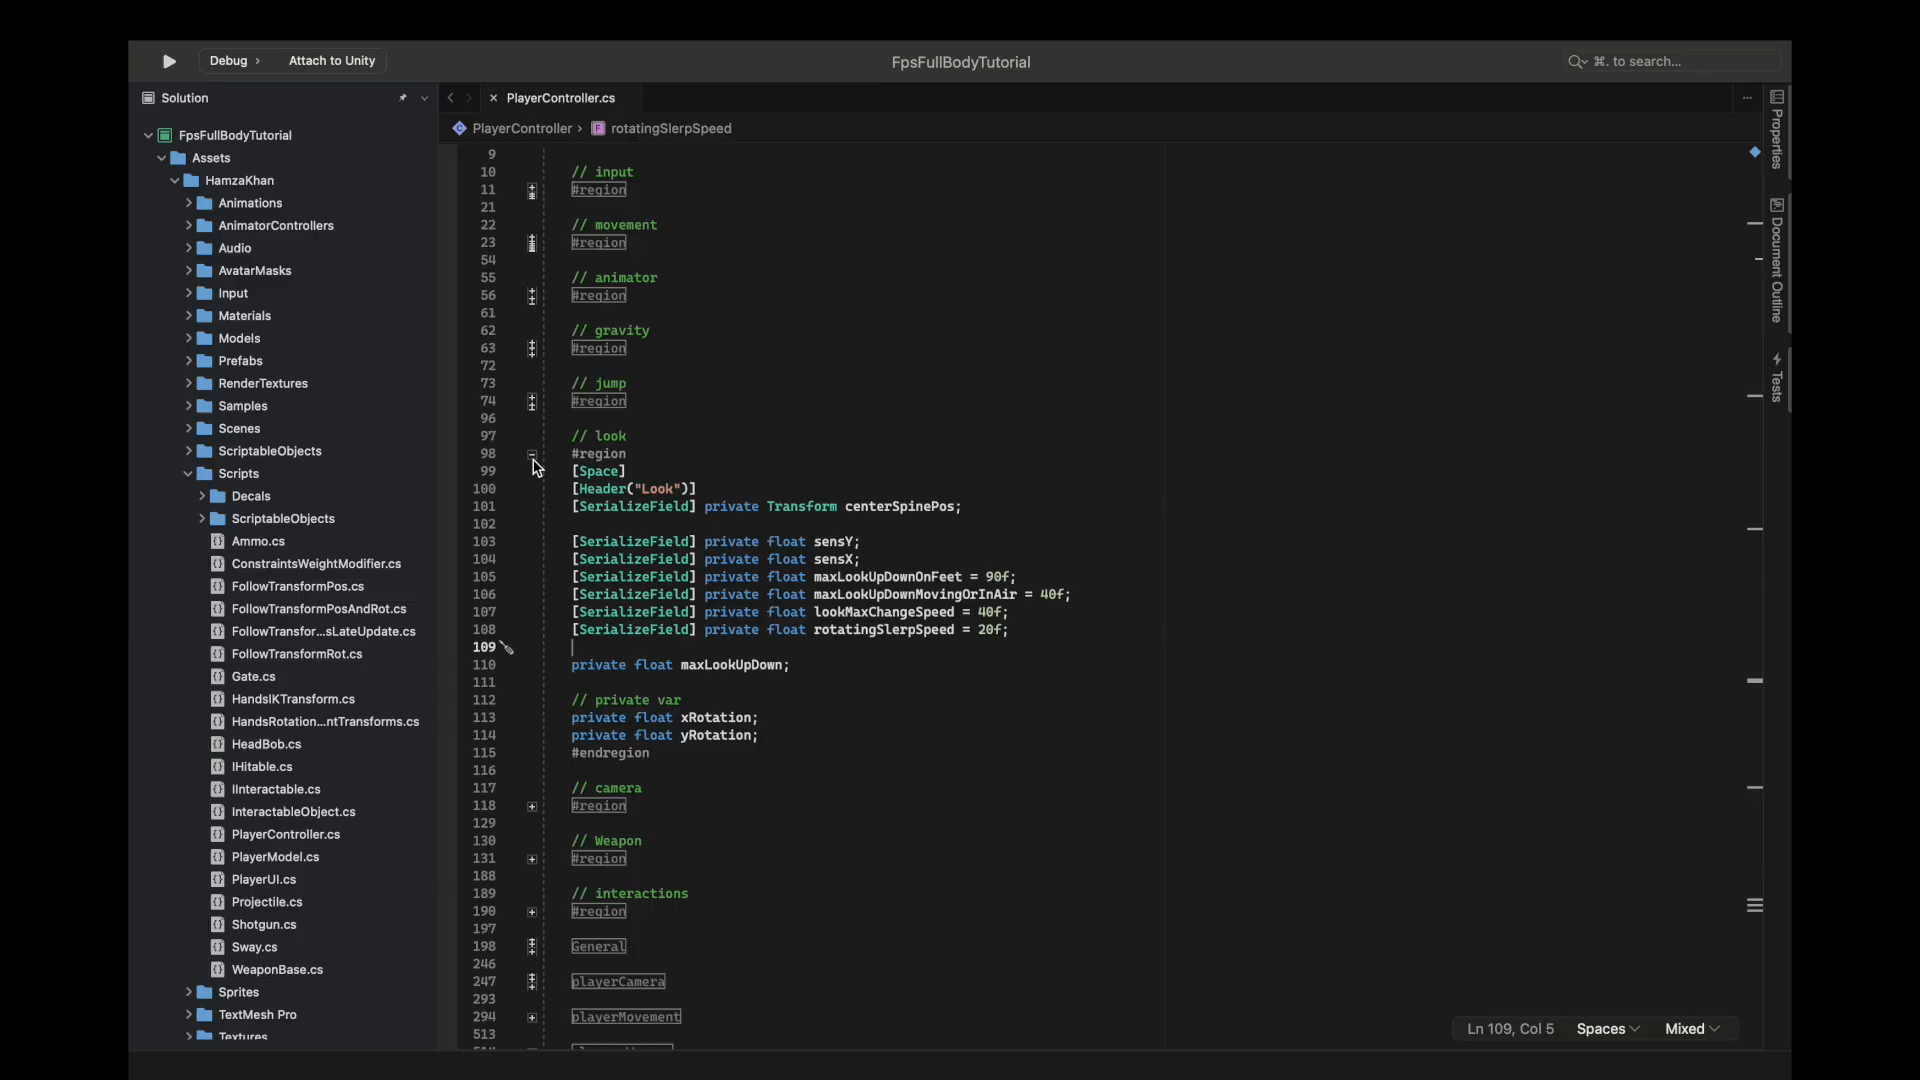 Debug › Attach to Unity
FpsFullBodyTutorial
⌘. to search...
Solution
PlayerController.cs
PlayerController › rotatingSlerpSpeed
FpsFullBodyTutorial
Assets
HamzaKhan
Animations
AnimatorControllers
Audio
AvatarMasks
Input
Materials
Models
Prefabs
RenderTextures
Samples
Scenes
ScriptableObjects
Scripts
Decals
ScriptableObjects
Ammo.cs
ConstraintsWeightModifier.cs
FollowTransformPos.cs
FollowTransformPosAndRot.cs
FollowTransfor...sLateUpdate.cs
FollowTransformRot.cs
Gate.cs
HandsIKTransform.cs
HandsRotation...ntTransforms.cs
HeadBob.cs
IHitable.cs
IInteractable.cs
InteractableObject.cs
PlayerController.cs
PlayerModel.cs
PlayerUI.cs
Projectile.cs
Shotgun.cs
Sway.cs
WeaponBase.cs
Sprites
TextMesh Pro
Textures
9
10 // input
11 #region
21
22 // movement
23 #region
54
55 // animator
56 #region
61
62 // gravity
63 #region
72
73 // jump
74 #region
96
97 // look
98 #region
99 [Space]
100 [Header("Look")]
101 [SerializeField] private Transform centerSpinePos;
102
103 [SerializeField] private float sensY;
104 [SerializeField] private float sensX;
105 [SerializeField] private float maxLookUpDownOnFeet = 90f;
106 [SerializeField] private float maxLookUpDownMovingOrInAir = 40f;
107 [SerializeField] private float lookMaxChangeSpeed = 40f;
108 [SerializeField] private float rotatingSlerpSpeed = 20f;
109
110 private float maxLookUpDown;
111
112 // private var
113 private float xRotation;
114 private float yRotation;
115 #endregion
116
117 // camera
118 #region
129
130 // Weapon
131 #region
188
189 // interactions
190 #region
197
198 General
246
247 playerCamera
293
294 playerMovement
513
Properties
Document Outline
Tests
Ln 109, Col 5 Spaces Mixed